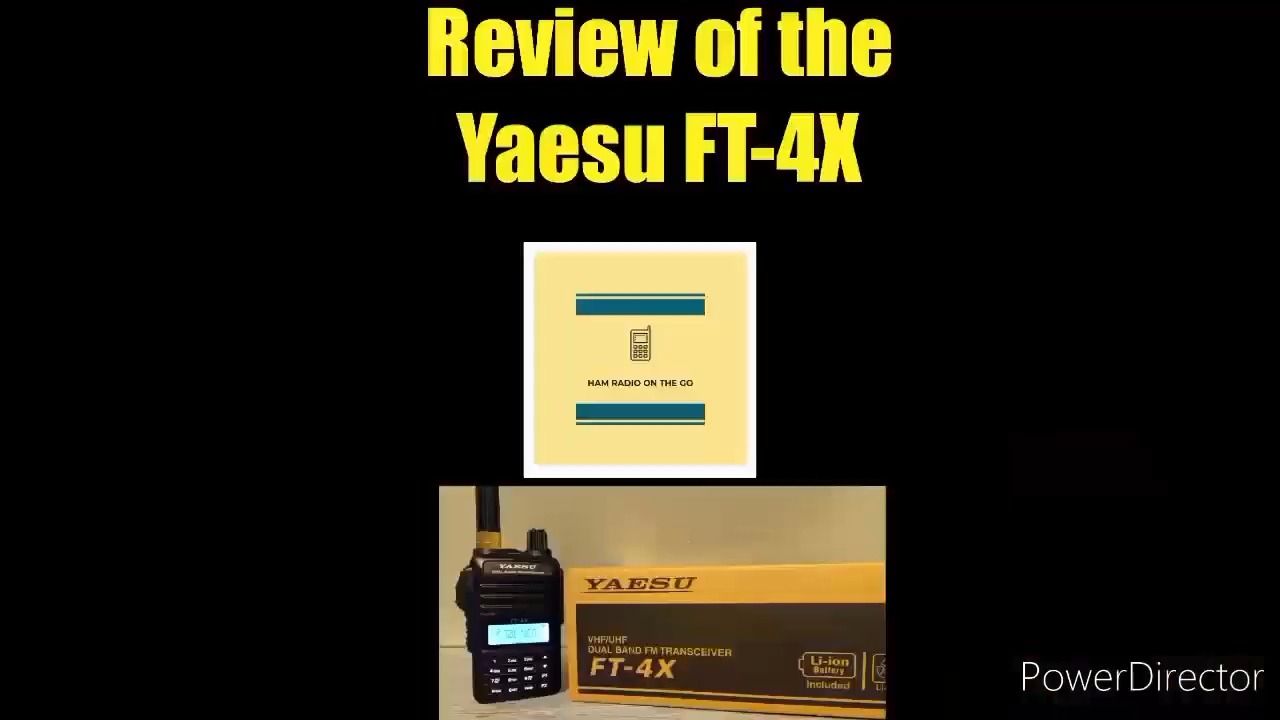 Review of the
Yaesu FT-4X
HAM RADIO ON THE GO
YAESU
YAESU
VHF/UHF
DUAL BAND FM TRANSCEIVER
FT-4X
Li-ion
Battery
Included
PowerDirector